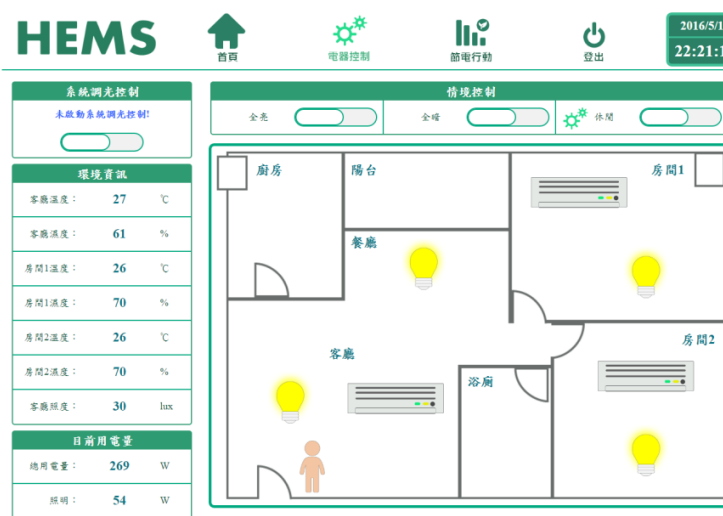 HEMS
首頁
電器控制
節電行動
登出
2016/5/1
22:21:1
系統調光控制
未啟動系統調光控制!
情境控制
全亮
全暗
休閒
環境資訊
客廳溫度： 27 ℃
客廳濕度： 61 %
房間1溫度： 26 ℃
房間1濕度： 70 %
房間2溫度： 26 ℃
房間2濕度： 70 %
客廳照度： 30 lux
目前用電量
總用電量： 269 W
照明： 54 W
廚房
陽台
房間1
餐廳
客廳
房間2
浴廁